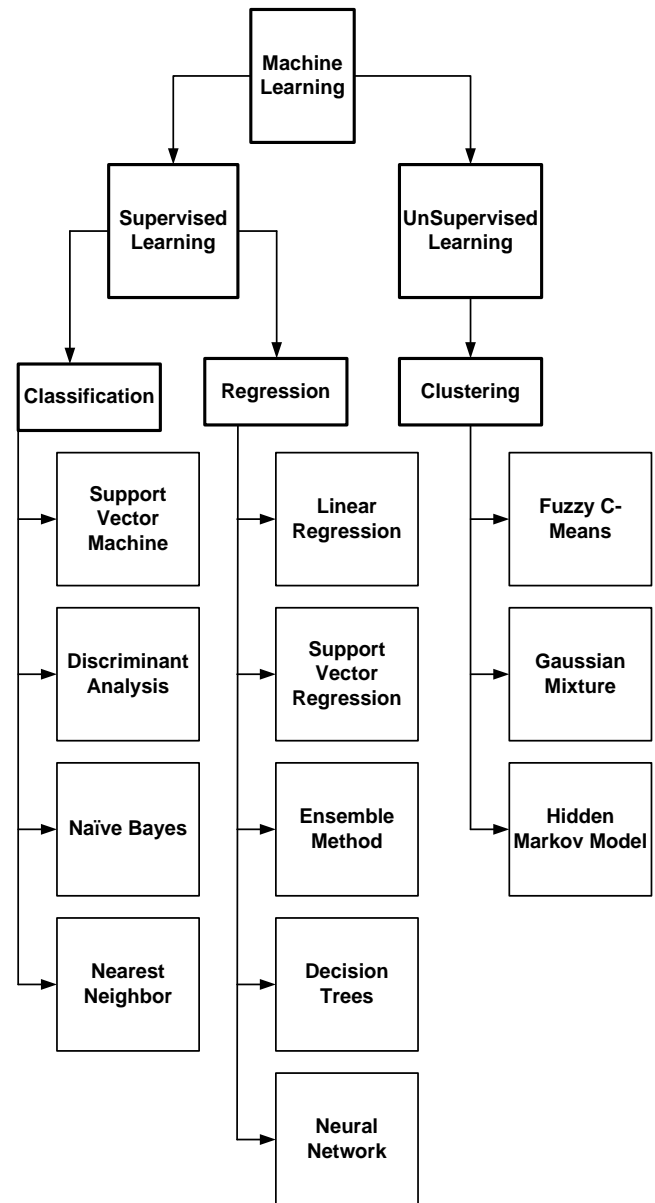 Machine
Learning
Supervised
Learning
UnSupervised
Learning
Classification
Regression
Clustering
Support
Vector
Machine
Linear
Regression
Fuzzy C-
Means
Discriminant
Analysis
Support
Vector
Regression
Gaussian
Mixture
Naïve Bayes
Ensemble
Method
Hidden
Markov Model
Nearest
Neighbor
Decision
Trees
Neural
Network